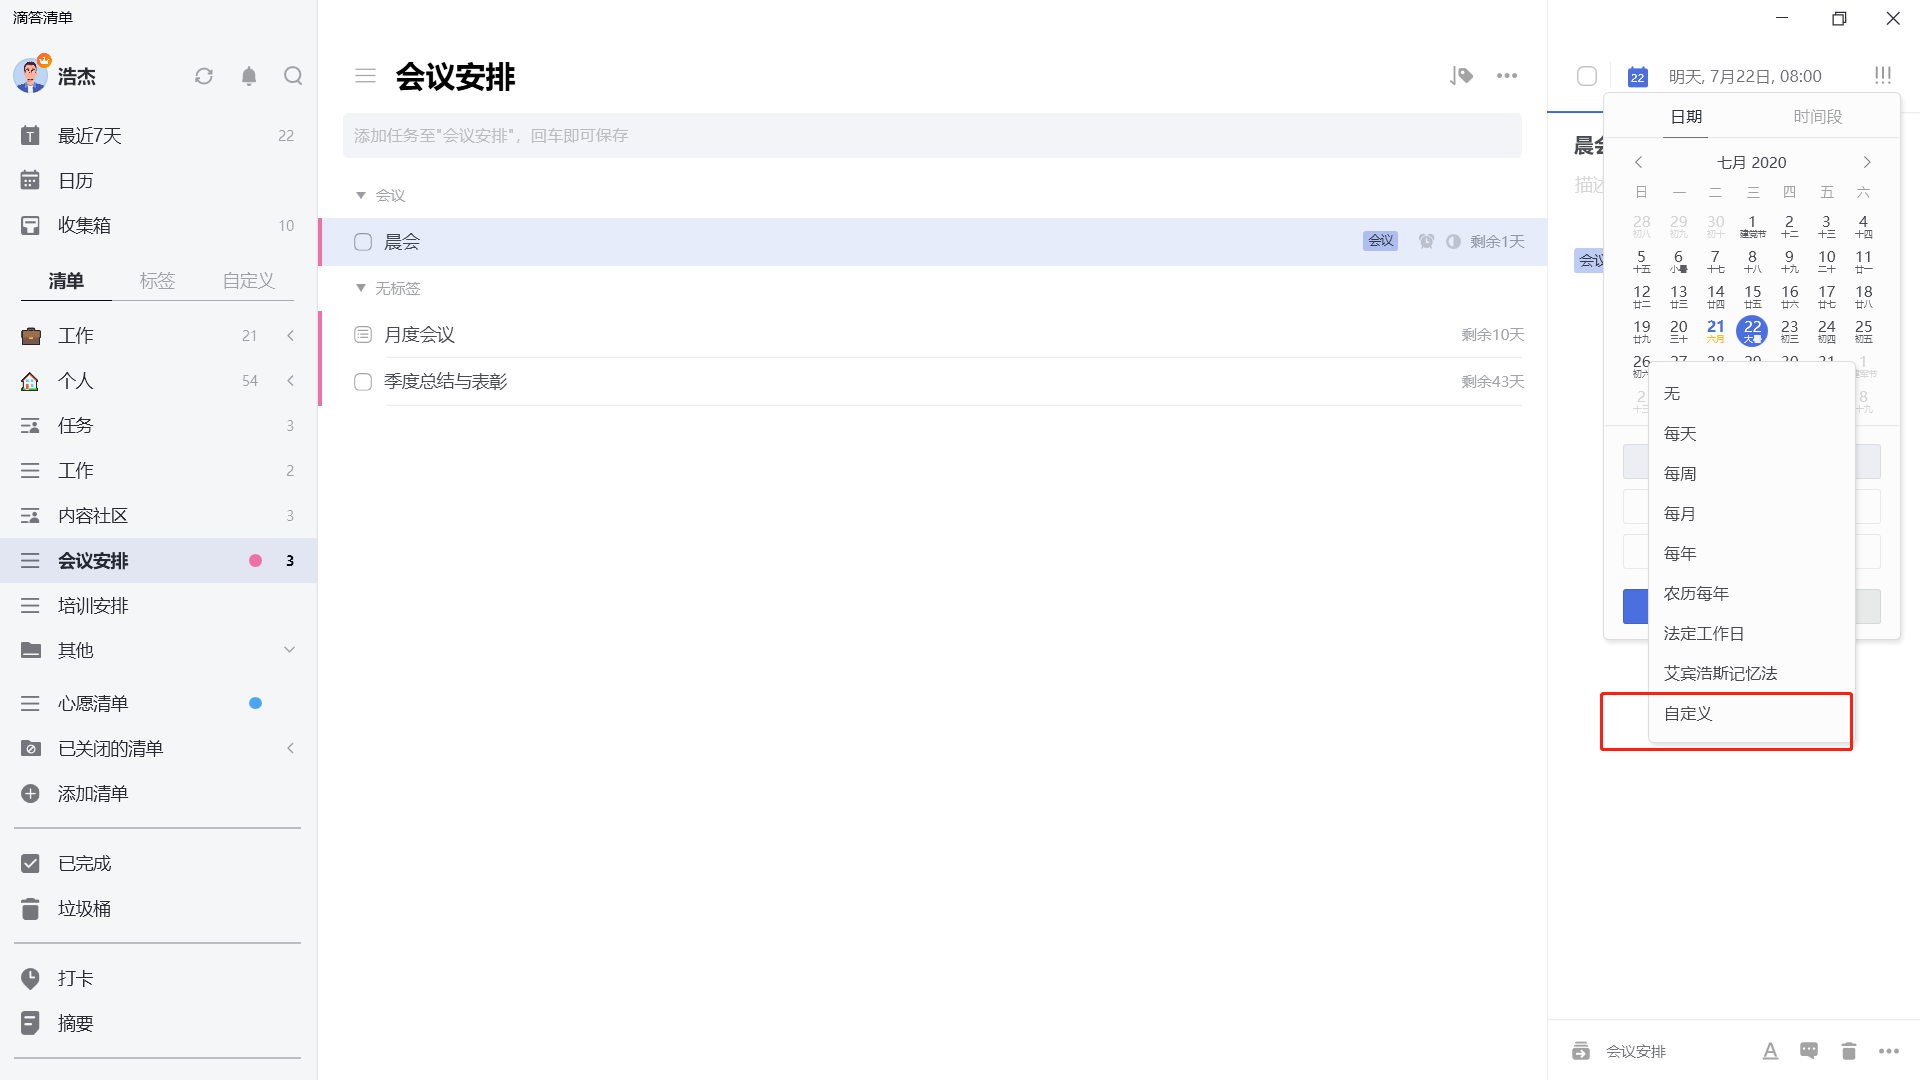 滴答清单
浩杰
最近7天 22
日历
收集箱 10
清单 标签 自定义
工作 21
个人 54
任务 3
工作 2
内容社区 3
会议安排 3
培训安排
其他
心愿清单
已关闭的清单
添加清单
已完成
垃圾桶
打卡
摘要
会议安排
添加任务至"会议安排"，回车即可保存
会议
晨会 会议 剩余1天
无标签
月度会议 剩余10天
季度总结与表彰 剩余43天
22 明天, 7月22日, 08:00
日期 时间段
七月 2020
日 一 二 三 四 五 六
28 29 30 1 2 3 4
初八 初九 初十 建党节 十二 十三 十四
5 6 7 8 9 10 11
十五 小暑 十七 十八 十九 二十 廿一
12 13 14 15 16 17 18
廿二 廿三 廿四 廿五 廿六 廿七 廿八
19 20 21 22 23 24 25
廿九 三十 六月 大暑 初三 初四 初五
26 27 28 29 30 31 1
初六 建军节
2 8
十三 十九
晨会
描述
会议
无
每天
每周
每月
每年
农历每年
法定工作日
艾宾浩斯记忆法
自定义
会议安排